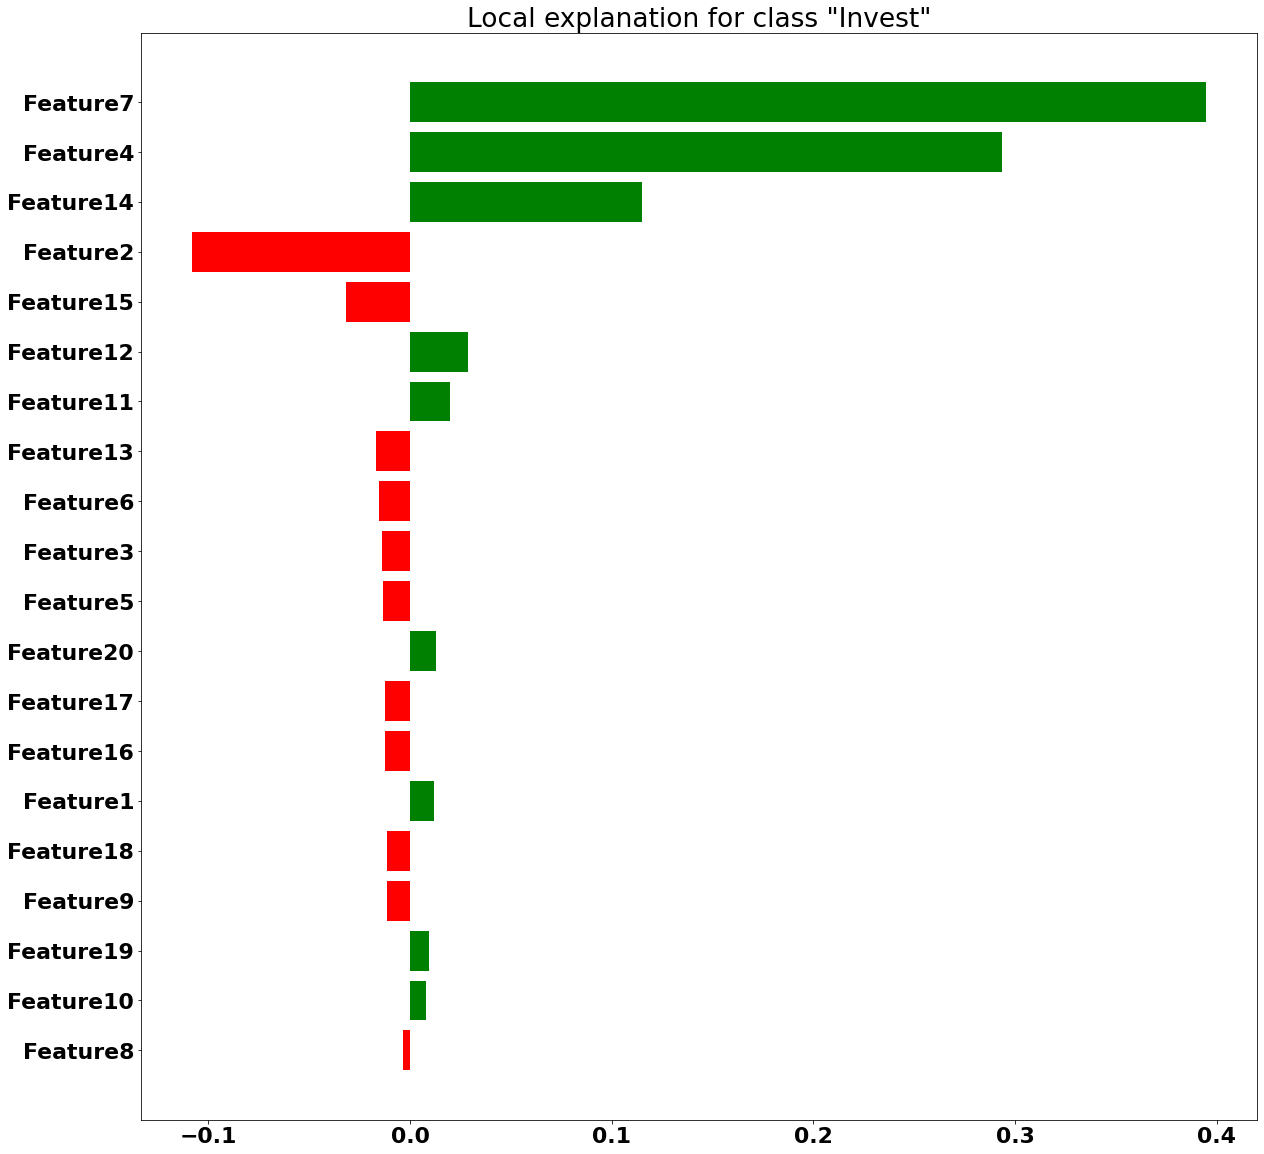 Local explanation for class "Invest"
Feature7
Feature4
Feature14
Feature2
Feature15
Feature12
Feature11
Feature13
Feature6
Feature3
Feature5
Feature20
Feature17
Feature16
Feature1
Feature18
Feature9
Feature19
Feature10
Feature8
−0.1 0.0 0.1 0.2 0.3 0.4